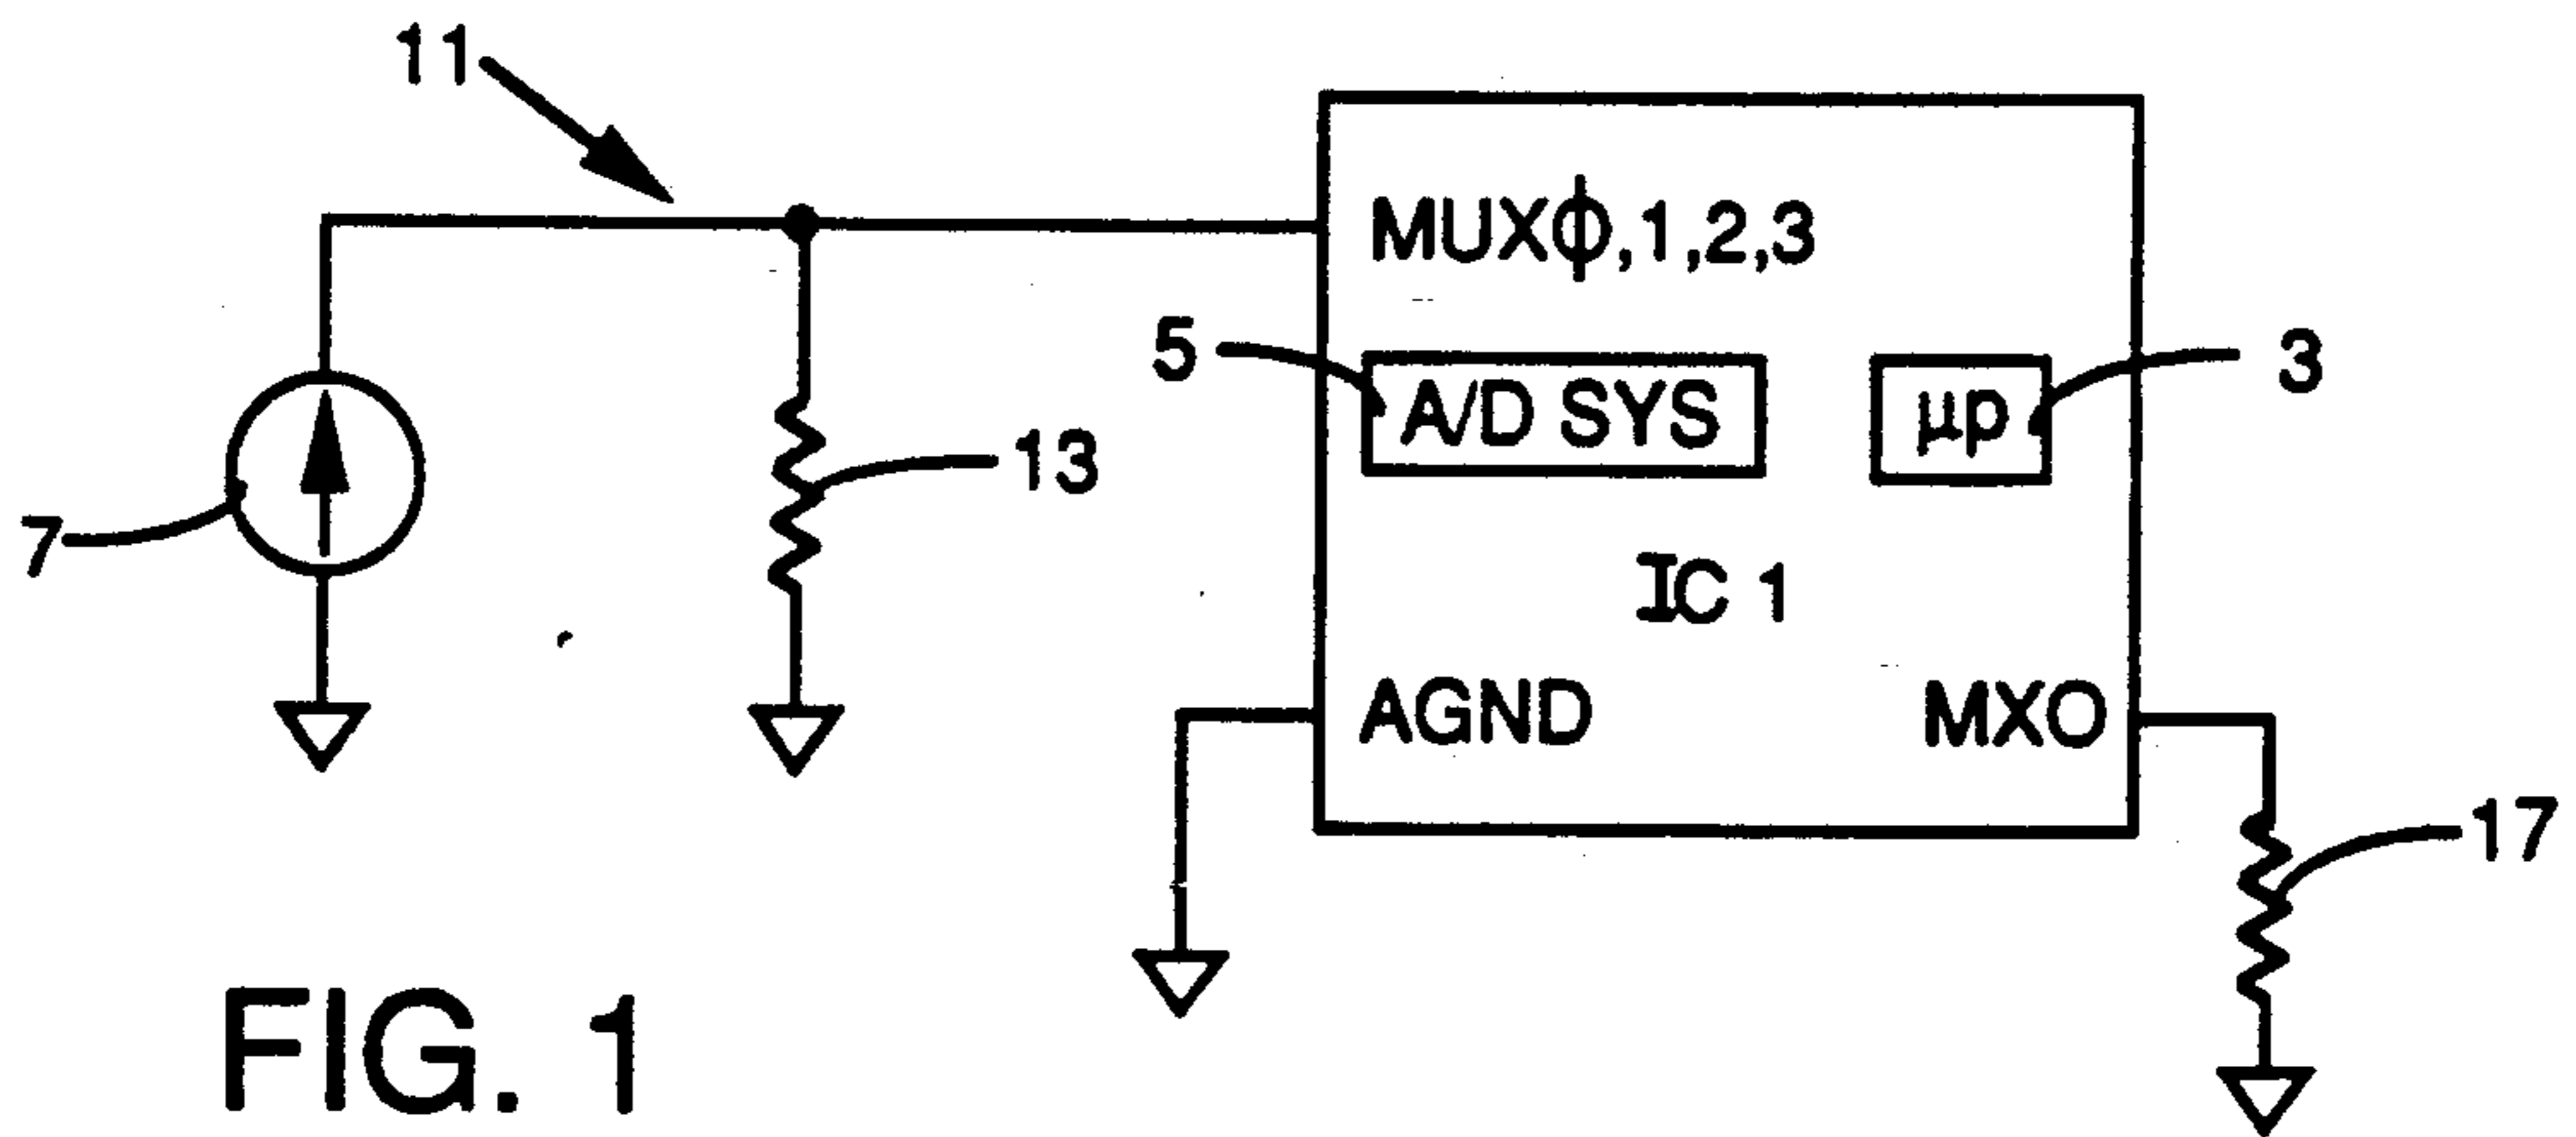 11
MUXϕ,1,2,3
5
A/D SYS
μp
3
13
7
IC 1
AGND
MXO
17
FIG. 1